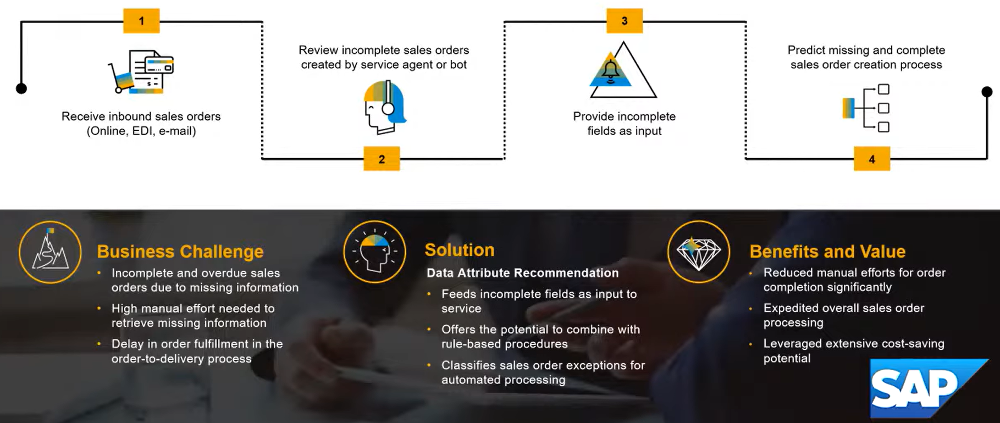 1
Receive inbound sales orders
(Online, EDI, e-mail)
Review incomplete sales orders
created by service agent or bot
2
3
Provide incomplete
fields as input
Predict missing and complete
sales order creation process
4
Business Challenge
• Incomplete and overdue sales
orders due to missing information
• High manual effort needed to
retrieve missing information
• Delay in order fulfillment in the
order-to-delivery process
Solution
Data Attribute Recommendation
• Feeds incomplete fields as input to
service
• Offers the potential to combine with
rule-based procedures
• Classifies sales order exceptions for
automated processing
Benefits and Value
• Reduced manual efforts for order
completion significantly
• Expedited overall sales order
processing
• Leveraged extensive cost-saving
potential
SAP